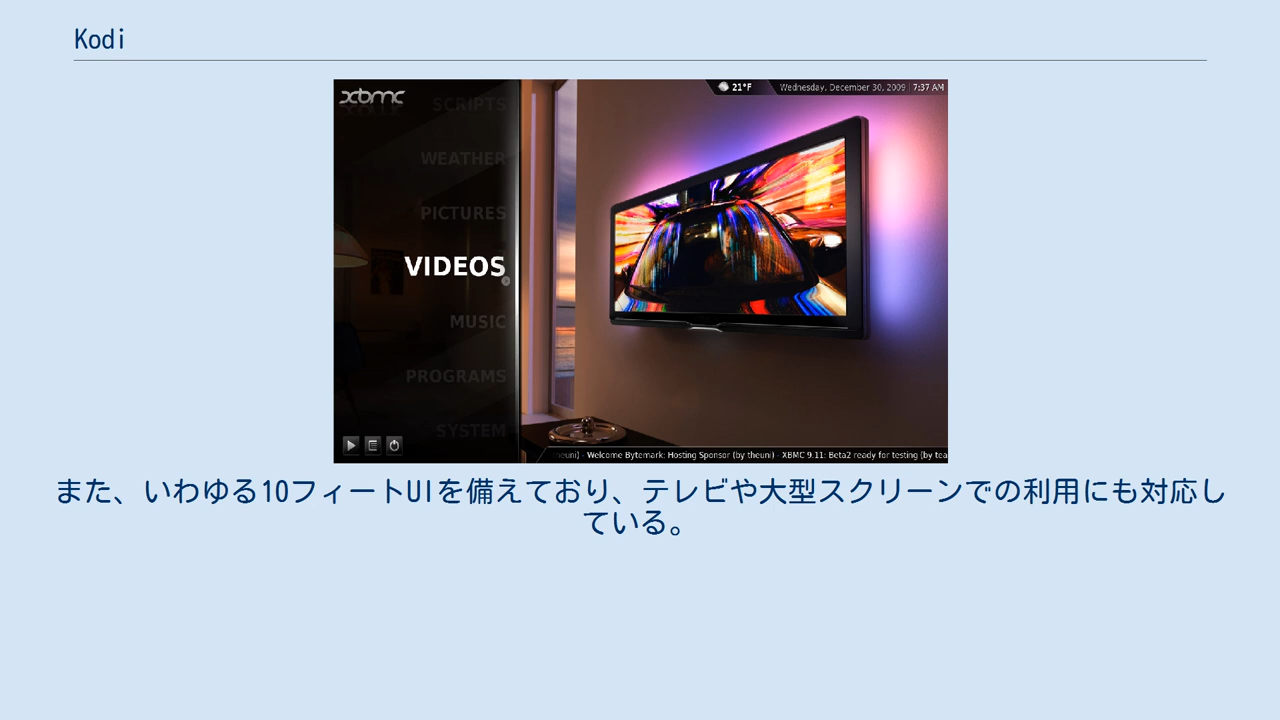 Kodi
xbmc
21°F Wednesday, December 30, 2009 7:37 AM
SCRIPTS
WEATHER
PICTURES
VIDEOS
MUSIC
PROGRAMS
SYSTEM
theuni) - Welcome Bytemark: Hosting Sponsor (by theuni) - XBMC 9.11: Beta2 ready for testing (by tea
また、いわゆる10フィートUIを備えており、テレビや大型スクリーンでの利用にも対応し
ている。